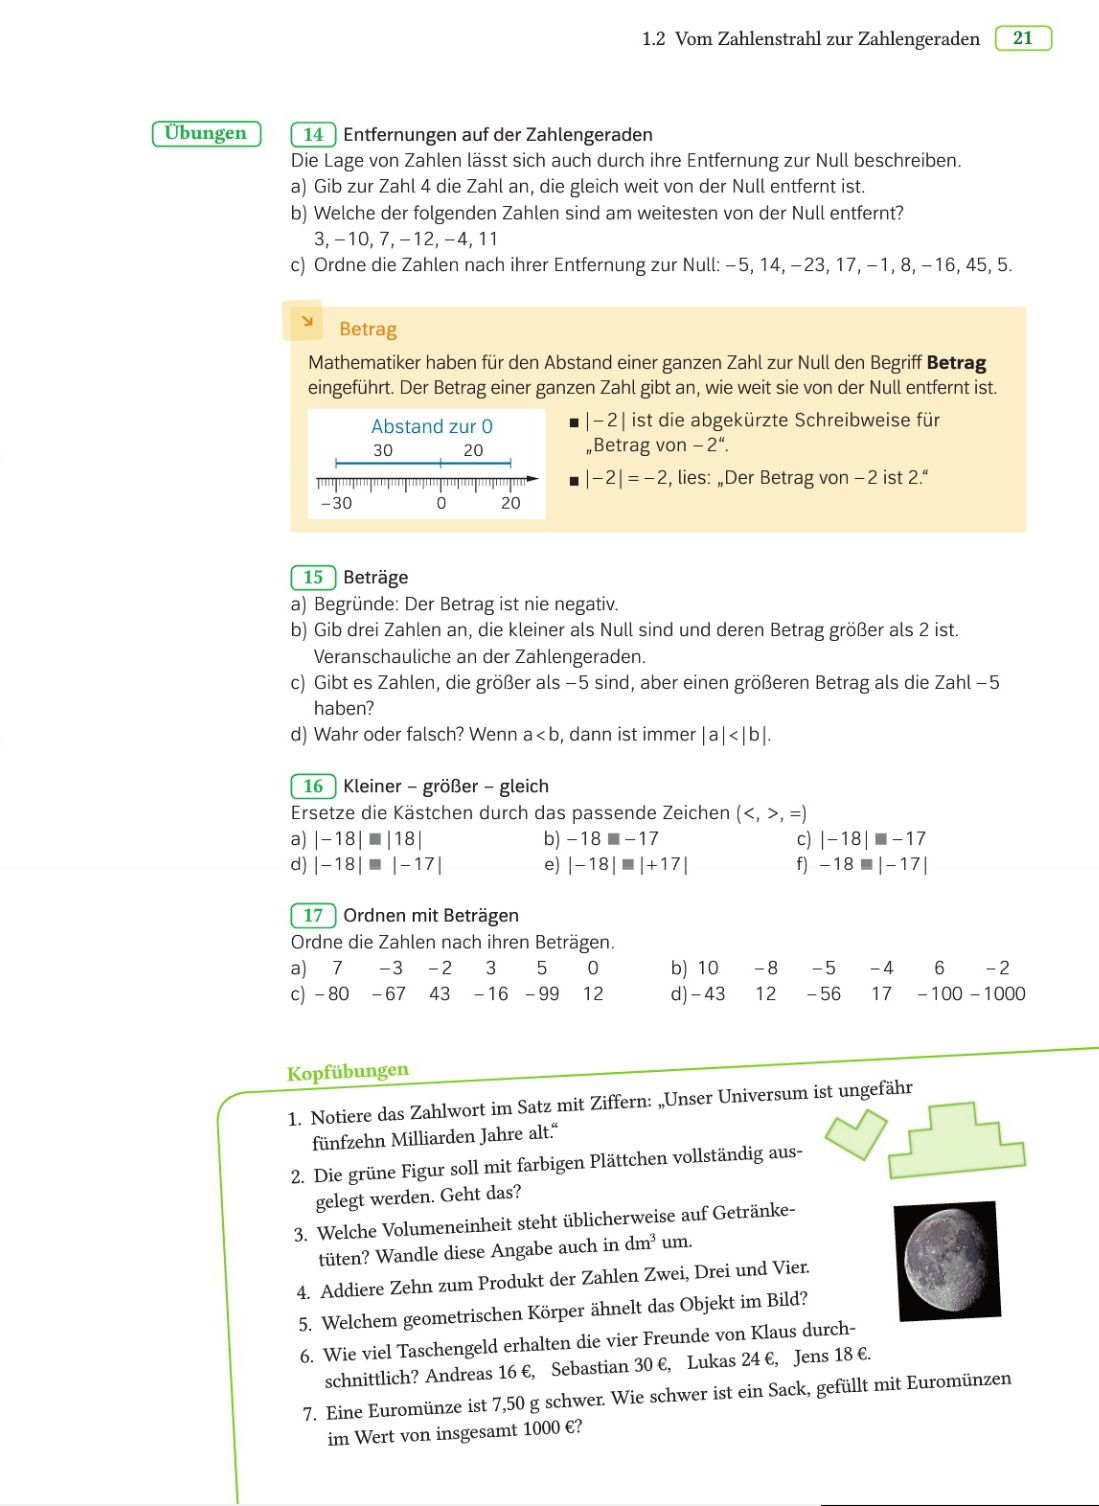 1.2 Vom Zahlenstrahl zur Zahlengeraden 21
Übungen
14 Entfernungen auf der Zahlengeraden
Die Lage von Zahlen lässt sich auch durch ihre Entfernung zur Null beschreiben.
a) Gib zur Zahl 4 die Zahl an, die gleich weit von der Null entfernt ist.
b) Welche der folgenden Zahlen sind am weitesten von der Null entfernt?
3, −10, 7, −12, −4, 11
c) Ordne die Zahlen nach ihrer Entfernung zur Null: −5, 14, −23, 17, −1, 8, −16, 45, 5.
Betrag
Mathematiker haben für den Abstand einer ganzen Zahl zur Null den Begriff Betrag
eingeführt. Der Betrag einer ganzen Zahl gibt an, wie weit sie von der Null entfernt ist.
Abstand zur 0
30 20
−30 0 20
■ |−2| ist die abgekürzte Schreibweise für
„Betrag von −2“.
■ |−2| = −2, lies: „Der Betrag von −2 ist 2.“
15 Beträge
a) Begründe: Der Betrag ist nie negativ.
b) Gib drei Zahlen an, die kleiner als Null sind und deren Betrag größer als 2 ist.
Veranschauliche an der Zahlengeraden.
c) Gibt es Zahlen, die größer als −5 sind, aber einen größeren Betrag als die Zahl −5
haben?
d) Wahr oder falsch? Wenn a < b, dann ist immer |a| < |b|.
16 Kleiner – größer – gleich
Ersetze die Kästchen durch das passende Zeichen (<, >, =)
a) |−18| ■ |18| b) −18 ■ −17 c) |−18| ■ −17
d) |−18| ■ |−17| e) |−18| ■ |+17| f) −18 ■ |−17|
17 Ordnen mit Beträgen
Ordne die Zahlen nach ihren Beträgen.
a) 7 −3 −2 3 5 0 b) 10 −8 −5 −4 6 −2
c) −80 −67 43 −16 −99 12 d) −43 12 −56 17 −100 −1000
Kopfübungen
1. Notiere das Zahlwort im Satz mit Ziffern: „Unser Universum ist ungefähr
fünfzehn Milliarden Jahre alt.“
2. Die grüne Figur soll mit farbigen Plättchen vollständig aus-
gelegt werden. Geht das?
3. Welche Volumeneinheit steht üblicherweise auf Getränke-
tüten? Wandle diese Angabe auch in dm³ um.
4. Addiere Zehn zum Produkt der Zahlen Zwei, Drei und Vier.
5. Welchem geometrischen Körper ähnelt das Objekt im Bild?
6. Wie viel Taschengeld erhalten die vier Freunde von Klaus durch-
schnittlich? Andreas 16 €, Sebastian 30 €, Lukas 24 €, Jens 18 €.
7. Eine Euromünze ist 7,50 g schwer. Wie schwer ist ein Sack, gefüllt mit Euromünzen
im Wert von insgesamt 1000 €?